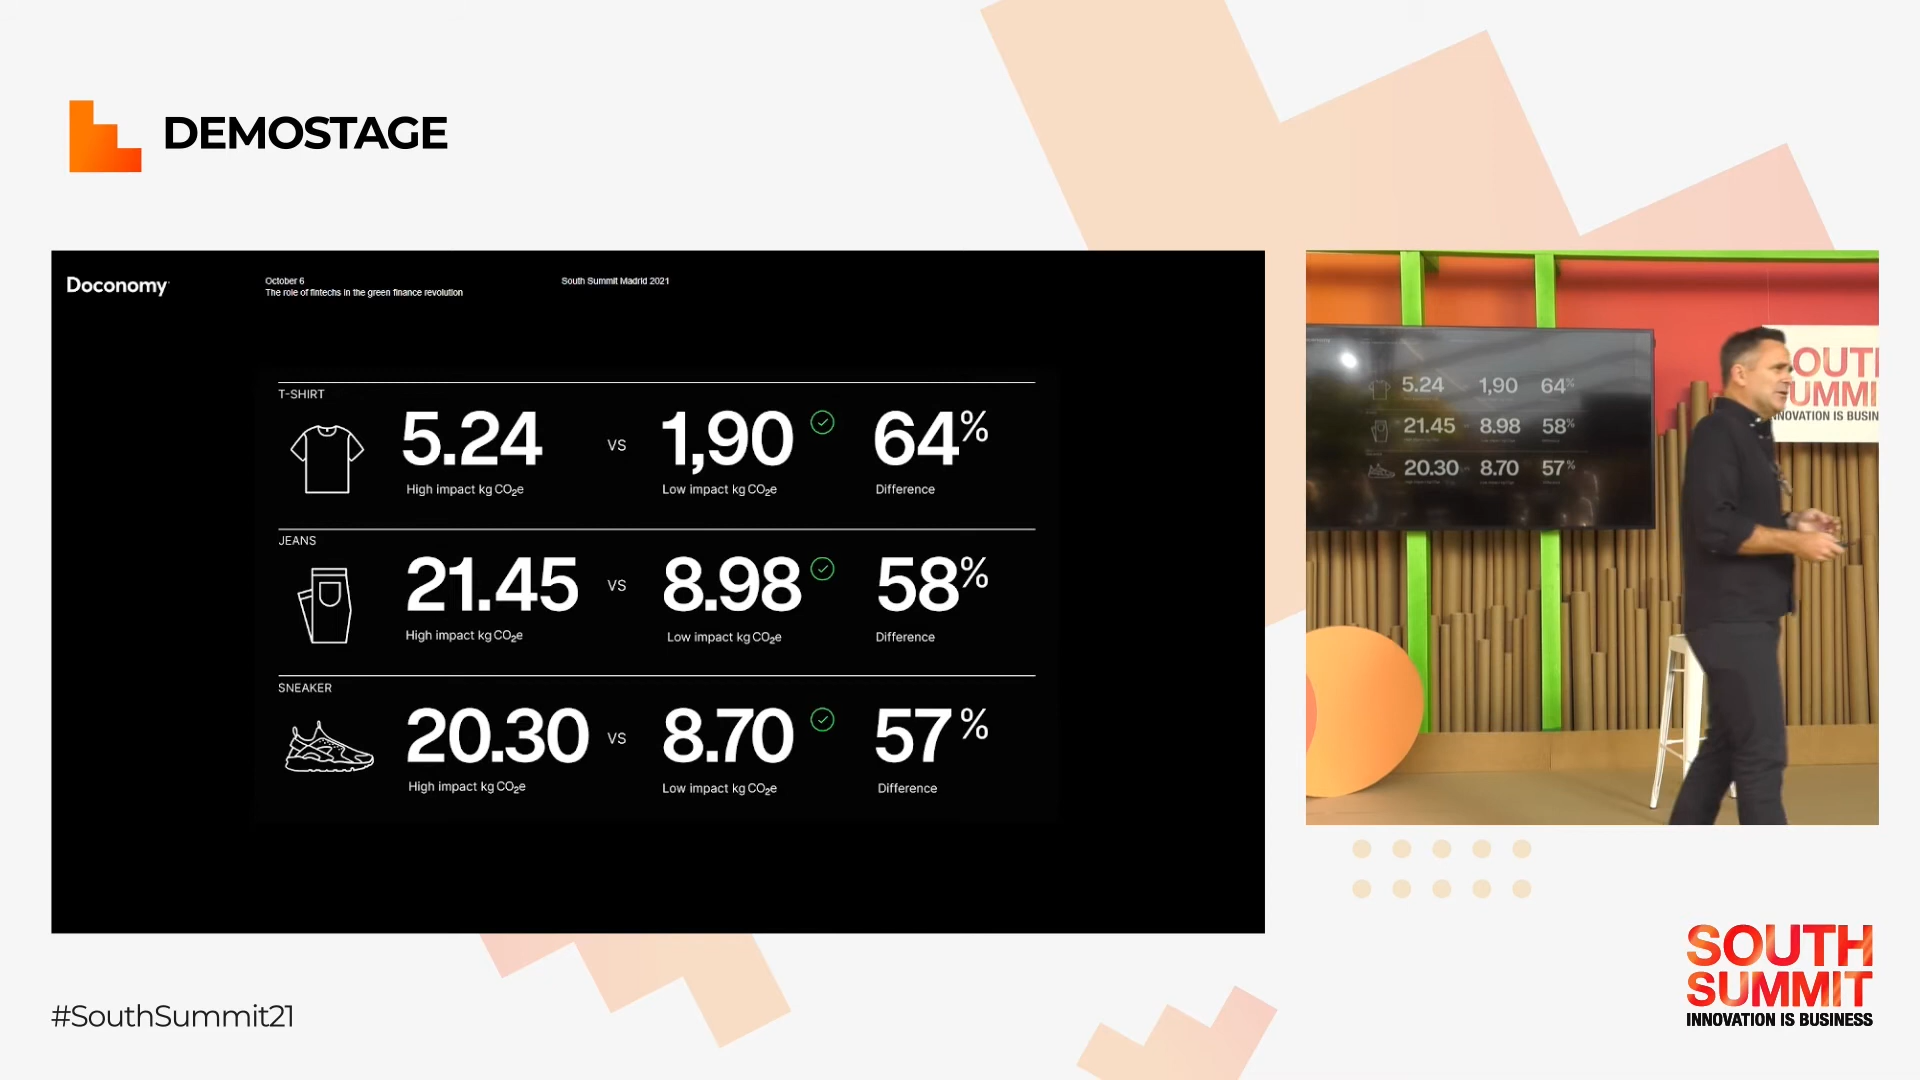 DEMOSTAGE
Doconomy
October 6
The role of fintechs in the green finance revolution
South Summit Madrid 2021
T-SHIRT
5.24 vs 1,90 64%
High impact kg CO₂e Low impact kg CO₂e Difference
JEANS
21.45 vs 8.98 58%
High impact kg CO₂e Low impact kg CO₂e Difference
SNEAKER
20.30 vs 8.70 57%
High impact kg CO₂e Low impact kg CO₂e Difference
5.24 1,90 64%
21.45 8.98 58%
20.30 8.70 57%
OUT
UMMI
NOVATION IS BUSIN
#SouthSummit21
SOUTH
SUMMIT
INNOVATION IS BUSINESS